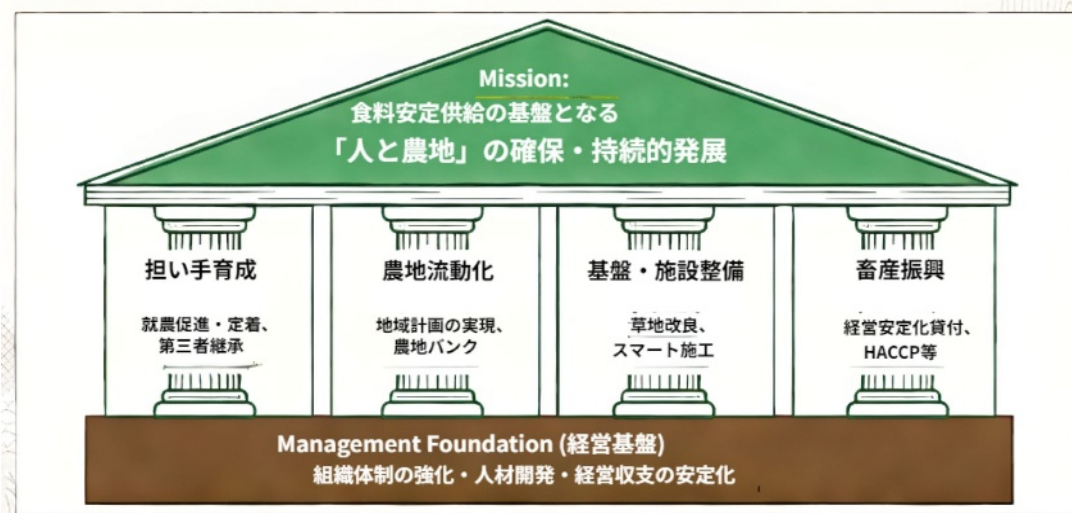 Mission:
食料安定供給の基盤となる
「人と農地」の確保・持続的発展
担い手育成
就農促進・定着、
第三者継承
農地流動化
地域計画の実現、
農地バンク
基盤・施設整備
草地改良、
スマート施工
畜産振興
経営安定化貸付、
HACCP等
Management Foundation (経営基盤)
組織体制の強化・人材開発・経営収支の安定化